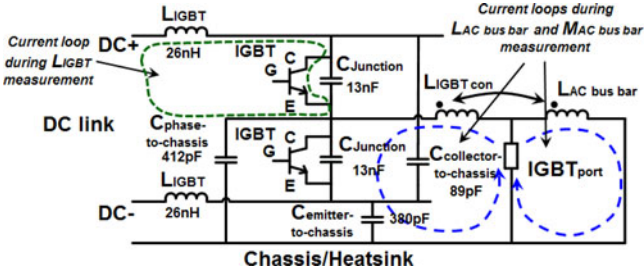 Current loop
during LIGBT
measurement
DC+
LIGBT
26nH
IGBT
C
G
E
CJunction
13nF
Current loops during
LAC bus bar and MAC bus bar
measurement
LIGBT con
LAC bus bar
DC link
Cphase-
to-chassis
412pF
IGBT
C
G
E
CJunction
13nF
Ccollector-
to-chassis
89pF
IGBTport
LIGBT
26nH
DC-
Cemitter-
to-chassis
380pF
Chassis/Heatsink